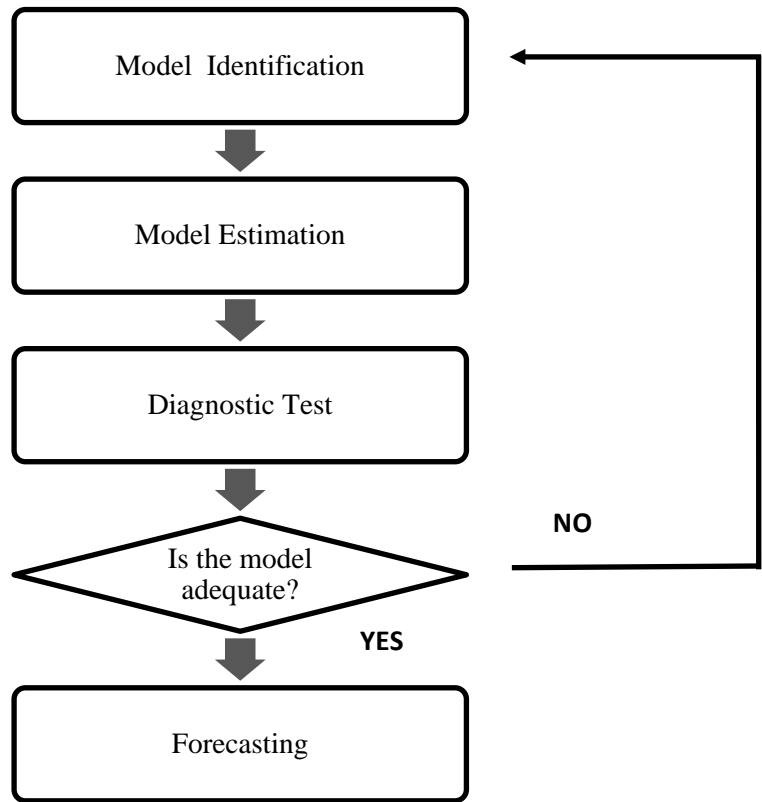 Model Identification
Model Estimation
Diagnostic Test
Is the model
adequate?
NO
YES
Forecasting